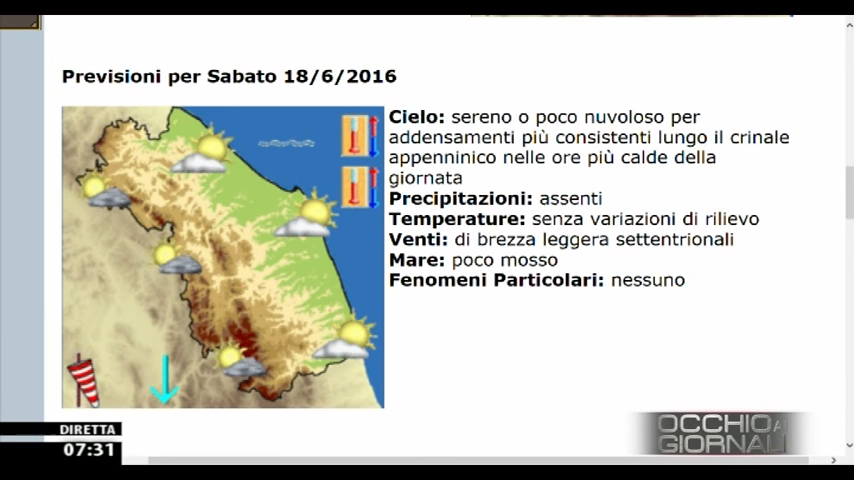 Previsioni per Sabato 18/6/2016
Cielo: sereno o poco nuvoloso per
addensamenti più consistenti lungo il crinale
appenninico nelle ore più calde della
giornata
Precipitazioni: assenti
Temperature: senza variazioni di rilievo
Venti: di brezza leggera settentrionali
Mare: poco mosso
Fenomeni Particolari: nessuno
DIRETTA
07:31
OCCHIO AI
GIORNALI